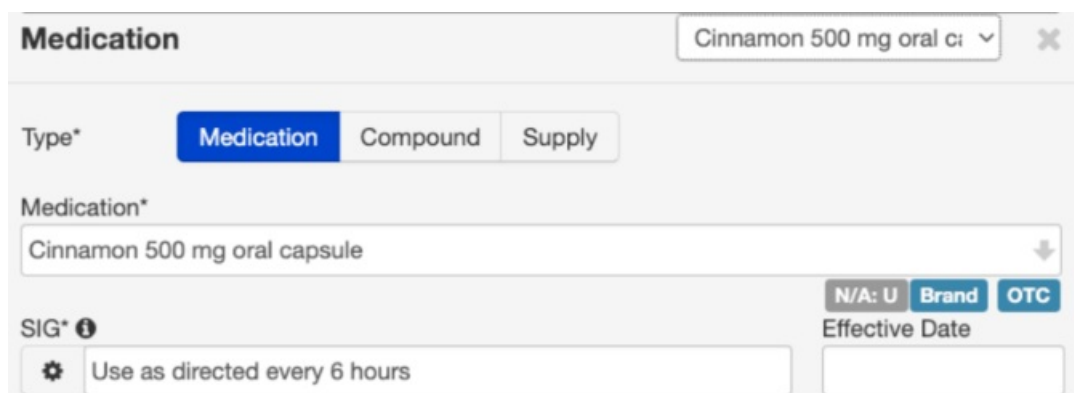 Medication Cinnamon 500 mg oral ca
Type* Medication Compound Supply
Medication*
Cinnamon 500 mg oral capsule
N/A: U Brand OTC
SIG* Effective Date
Use as directed every 6 hours